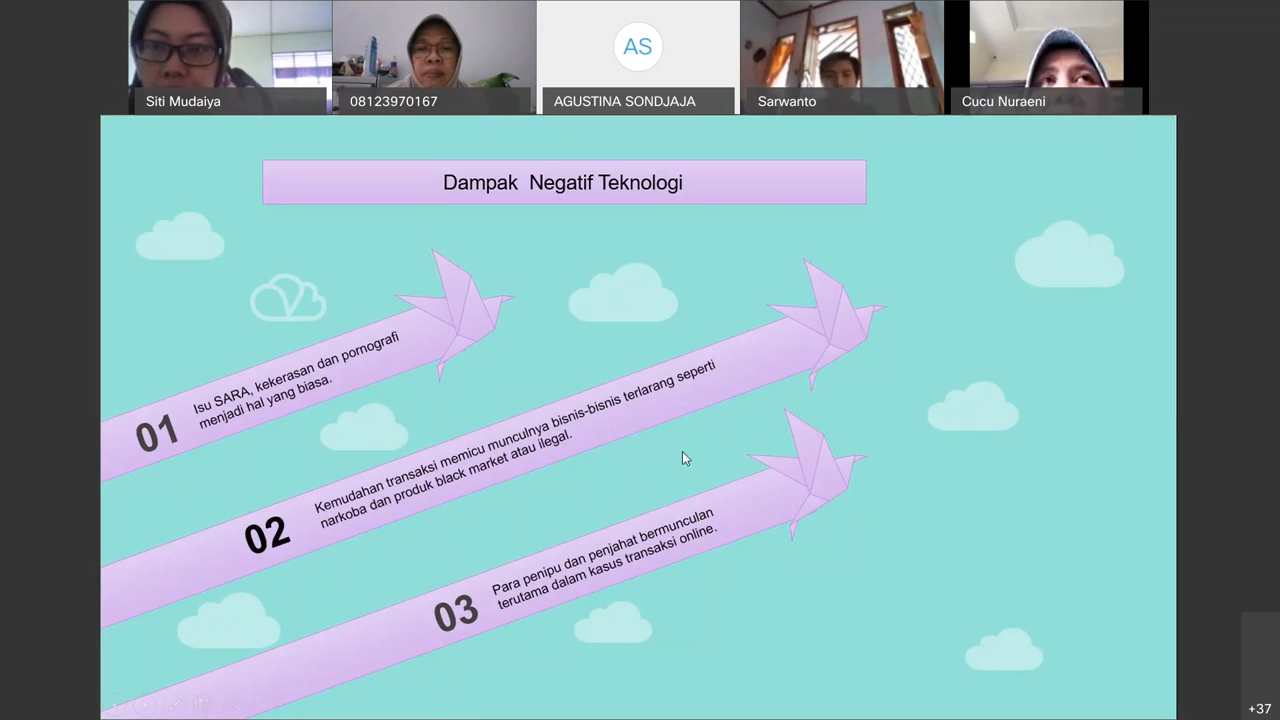 AS
Siti Mudaiya
08123970167
AGUSTINA SONDJAJA
Sarwanto
Cucu Nuraeni
Dampak  Negatif Teknologi
01
Isu SARA, kekerasan dan pornografi
menjadi hal yang biasa.
02
Kemudahan transaksi memicu munculnya bisnis-bisnis terlarang seperti
narkoba dan produk black market atau ilegal.
03
Para penipu dan penjahat bermunculan
terutama dalam kasus transaksi online.
+37